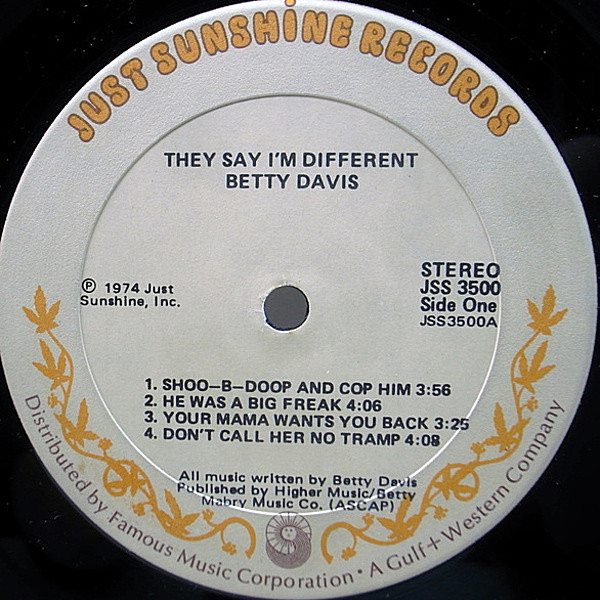 JUST SUNSHINE RECORDS
THEY SAY I'M DIFFERENT
BETTY DAVIS
℗ 1974 Just
Sunshine, Inc.
STEREO
JSS 3500
Side One
JSS3500A
1. SHOO–B–DOOP AND COP HIM 3:56
2. HE WAS A BIG FREAK 4:06
3. YOUR MAMA WANTS YOU BACK 3:25
4. DON'T CALL HER NO TRAMP 4:08
All music written by Betty Davis
Published by Higher Music/Betty
Mabry Music Co. (ASCAP)
Distributed by Famous Music Corporation • A Gulf+Western Company